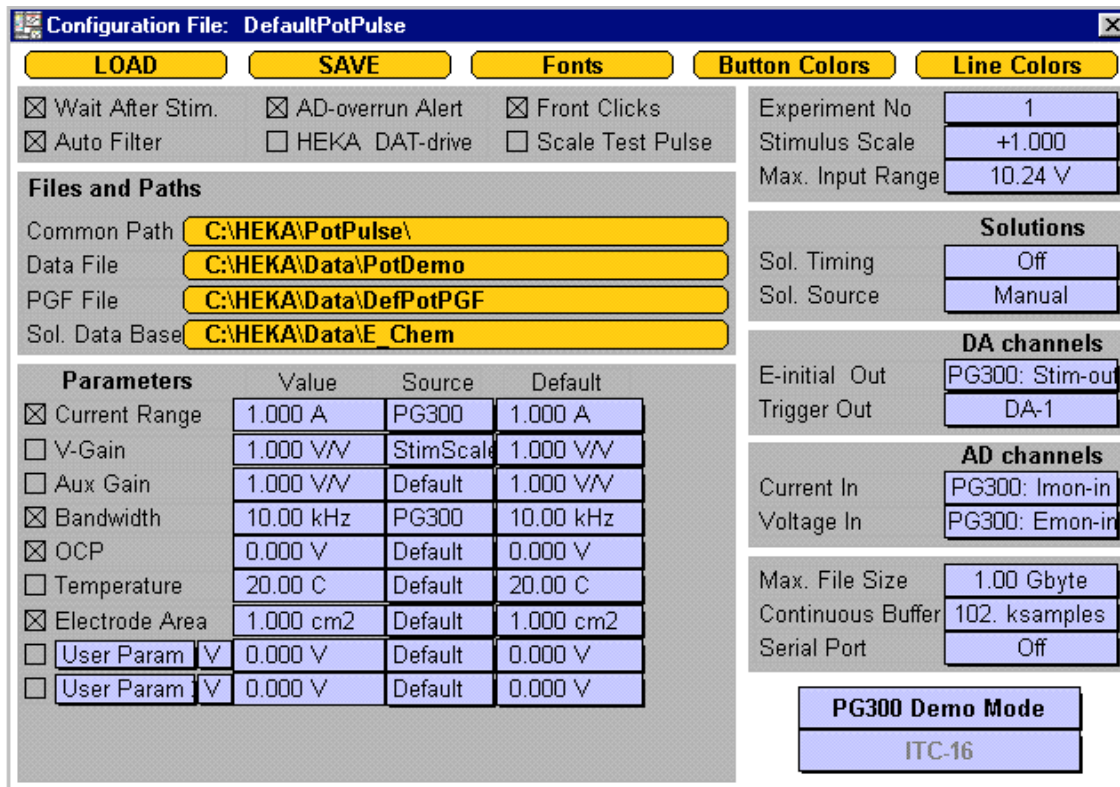 Configuration File: DefaultPotPulse
LOAD SAVE Fonts Button Colors Line Colors
Wait After Stim. AD-overrun Alert Front Clicks
Auto Filter HEKA DAT-drive Scale Test Pulse
Experiment No 1
Stimulus Scale +1.000
Max. Input Range 10.24 V
Files and Paths
Common Path C:\HEKA\PotPulse\
Data File C:\HEKA\Data\PotDemo
PGF File C:\HEKA\Data\DefPotPGF
Sol. Data Base C:\HEKA\Data\E_Chem
Solutions
Sol. Timing Off
Sol. Source Manual
DA channels
E-initial Out PG300: Stim-out
Trigger Out DA-1
AD channels
Current In PG300: Imon-in
Voltage In PG300: Emon-in
Parameters Value Source Default
Current Range 1.000 A PG300 1.000 A
V-Gain 1.000 V/V StimScale 1.000 V/V
Aux Gain 1.000 V/V Default 1.000 V/V
Bandwidth 10.00 kHz PG300 10.00 kHz
OCP 0.000 V Default 0.000 V
Temperature 20.00 C Default 20.00 C
Electrode Area 1.000 cm2 Default 1.000 cm2
User Param V 0.000 V Default 0.000 V
User Param V 0.000 V Default 0.000 V
Max. File Size 1.00 Gbyte
Continuous Buffer 102. ksamples
Serial Port Off
PG300 Demo Mode
ITC-16